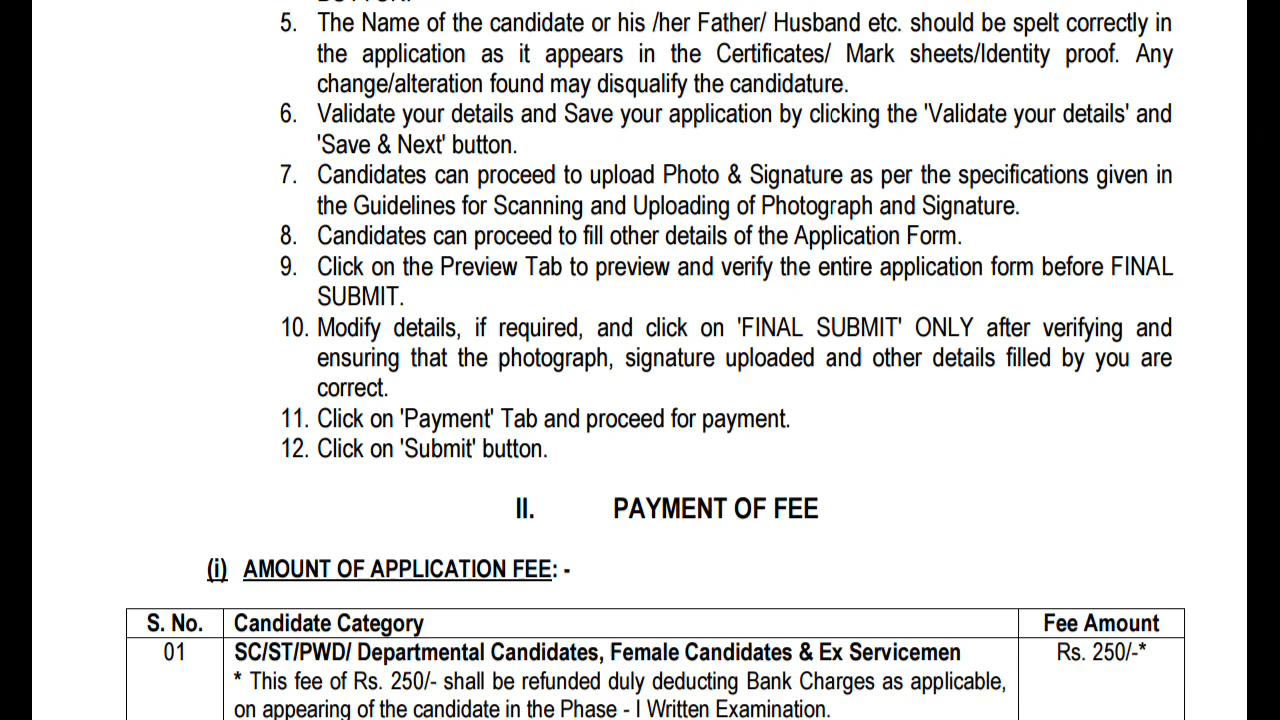 5. The Name of the candidate or his /her Father/ Husband etc. should be spelt correctly in
the application as it appears in the Certificates/ Mark sheets/Identity proof. Any
change/alteration found may disqualify the candidature.
6. Validate your details and Save your application by clicking the 'Validate your details' and
'Save & Next' button.
7. Candidates can proceed to upload Photo & Signature as per the specifications given in
the Guidelines for Scanning and Uploading of Photograph and Signature.
8. Candidates can proceed to fill other details of the Application Form.
9. Click on the Preview Tab to preview and verify the entire application form before FINAL
SUBMIT.
10. Modify details, if required, and click on 'FINAL SUBMIT' ONLY after verifying and
ensuring that the photograph, signature uploaded and other details filled by you are
correct.
11. Click on 'Payment' Tab and proceed for payment.
12. Click on 'Submit' button.
II. PAYMENT OF FEE
(i) AMOUNT OF APPLICATION FEE: -
S. No. Candidate Category Fee Amount
01 SC/ST/PWD/ Departmental Candidates, Female Candidates & Ex Servicemen Rs. 250/-*
* This fee of Rs. 250/- shall be refunded duly deducting Bank Charges as applicable,
on appearing of the candidate in the Phase - I Written Examination.